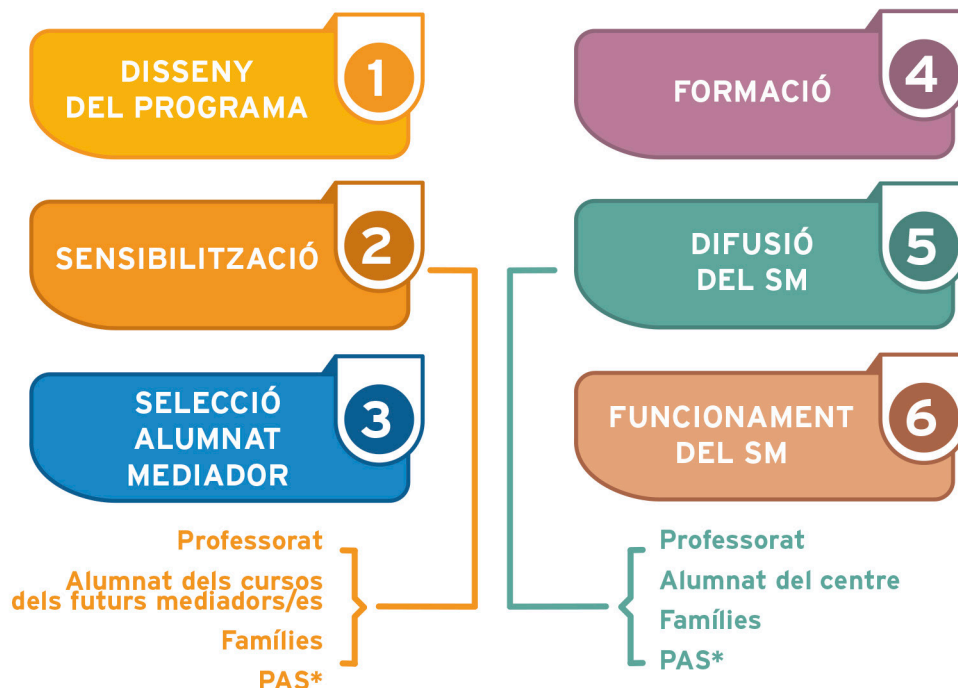 DISSENY
DEL PROGRAMA
1
SENSIBILITZACIÓ
2
SELECCIÓ
ALUMNAT
MEDIADOR
3
Professorat
Alumnat dels cursos
dels futurs mediadors/es
Famílies
PAS*
FORMACIÓ
4
DIFUSIÓ
DEL SM
5
FUNCIONAMENT
DEL SM
6
Professorat
Alumnat del centre
Famílies
PAS*